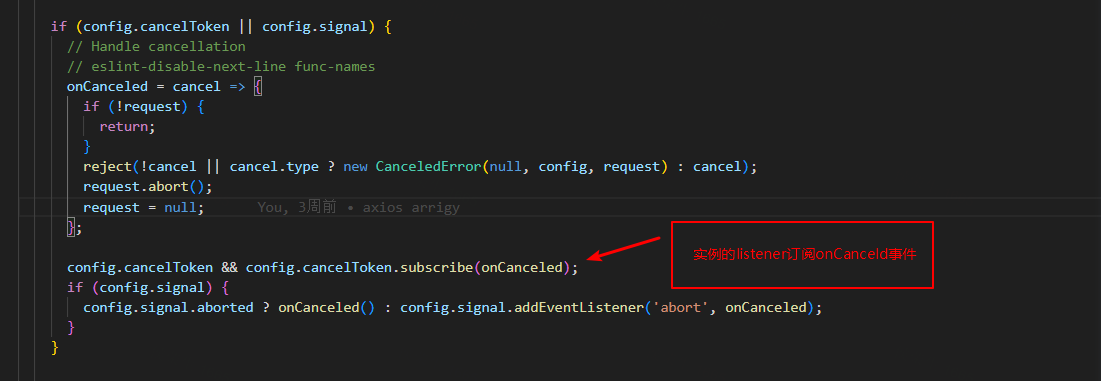 if (config.cancelToken || config.signal) {
// Handle cancellation
// eslint-disable-next-line func-names
onCanceled = cancel => {
if (!request) {
return;
}
reject(!cancel || cancel.type ? new CanceledError(null, config, request) : cancel);
request.abort();
request = null; You, 3周前 • axios arrigy
};
实例的listener订阅onCanceld事件
config.cancelToken && config.cancelToken.subscribe(onCanceled);
if (config.signal) {
config.signal.aborted ? onCanceled() : config.signal.addEventListener('abort', onCanceled);
}
}